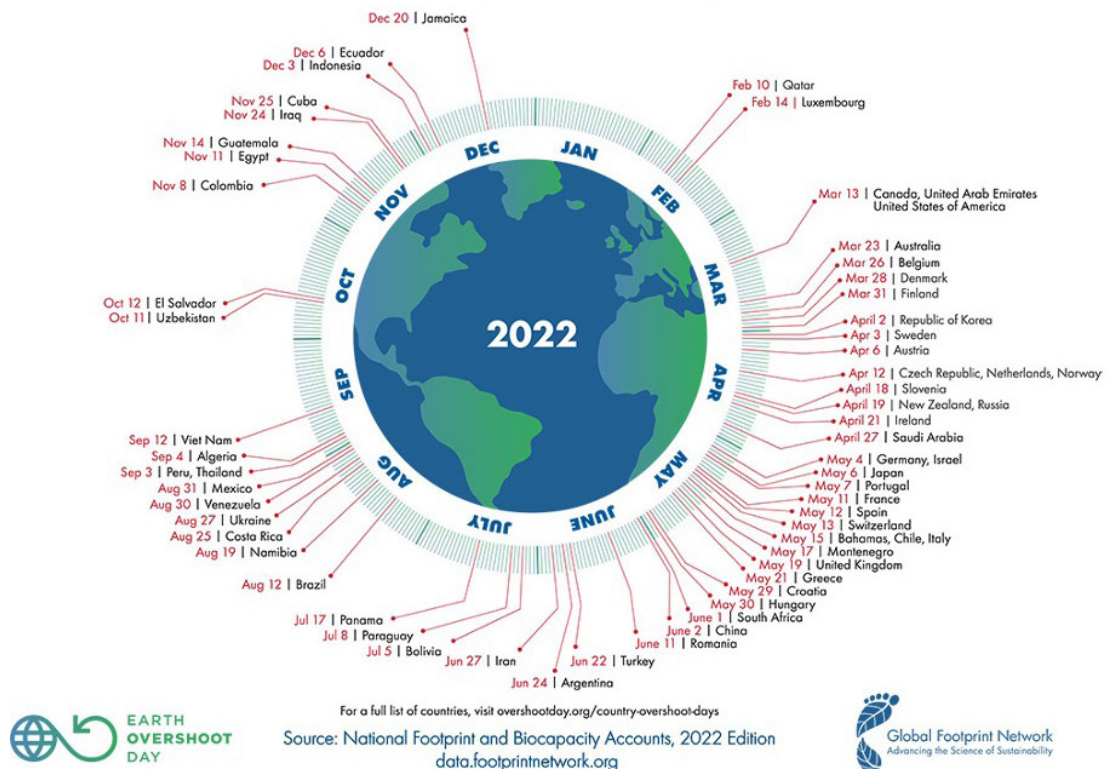 Dec 20 | Jamaica
Dec 6 | Ecuador
Dec 3 | Indonesia
Nov 25 | Cuba
Nov 24 | Iraq
Nov 14 | Guatemala
Nov 11 | Egypt
Nov 8 | Colombia
Oct 12 | El Salvador
Oct 11 | Uzbekistan
Sep 12 | Viet Nam
Sep 4 | Algeria
Sep 3 | Peru, Thailand
Aug 31 | Mexico
Aug 30 | Venezuela
Aug 27 | Ukraine
Aug 25 | Costa Rica
Aug 19 | Namibia
Aug 12 | Brazil
Jul 17 | Panama
Jul 8 | Paraguay
Jul 5 | Bolivia
Jun 27 | Iran
Jun 24 | Argentina
Jun 22 | Turkey
Feb 10 | Qatar
Feb 14 | Luxembourg
Mar 13 | Canada, United Arab Emirates
United States of America
Mar 23 | Australia
Mar 26 | Belgium
Mar 28 | Denmark
Mar 31 | Finland
April 2 | Republic of Korea
Apr 3 | Sweden
Apr 6 | Austria
Apr 12 | Czech Republic, Netherlands, Norway
April 18 | Slovenia
April 19 | New Zealand, Russia
April 21 | Ireland
April 27 | Saudi Arabia
May 4 | Germany, Israel
May 6 | Japan
May 7 | Portugal
May 11 | France
May 12 | Spain
May 13 | Switzerland
May 15 | Bahamas, Chile, Italy
May 17 | Montenegro
May 19 | United Kingdom
May 21 | Greece
May 29 | Croatia
May 30 | Hungary
June 1 | South Africa
June 2 | China
June 11 | Romania
JAN
FEB
MAR
APR
MAY
JUNE
JULY
AUG
SEP
OCT
NOV
DEC
2022
For a full list of countries, visit overshootday.org/country-overshoot-days
Source: National Footprint and Biocapacity Accounts, 2022 Edition
data.footprintnetwork.org
EARTH
OVERSHOOT
DAY
Global Footprint Network
Advancing the Science of Sustainability